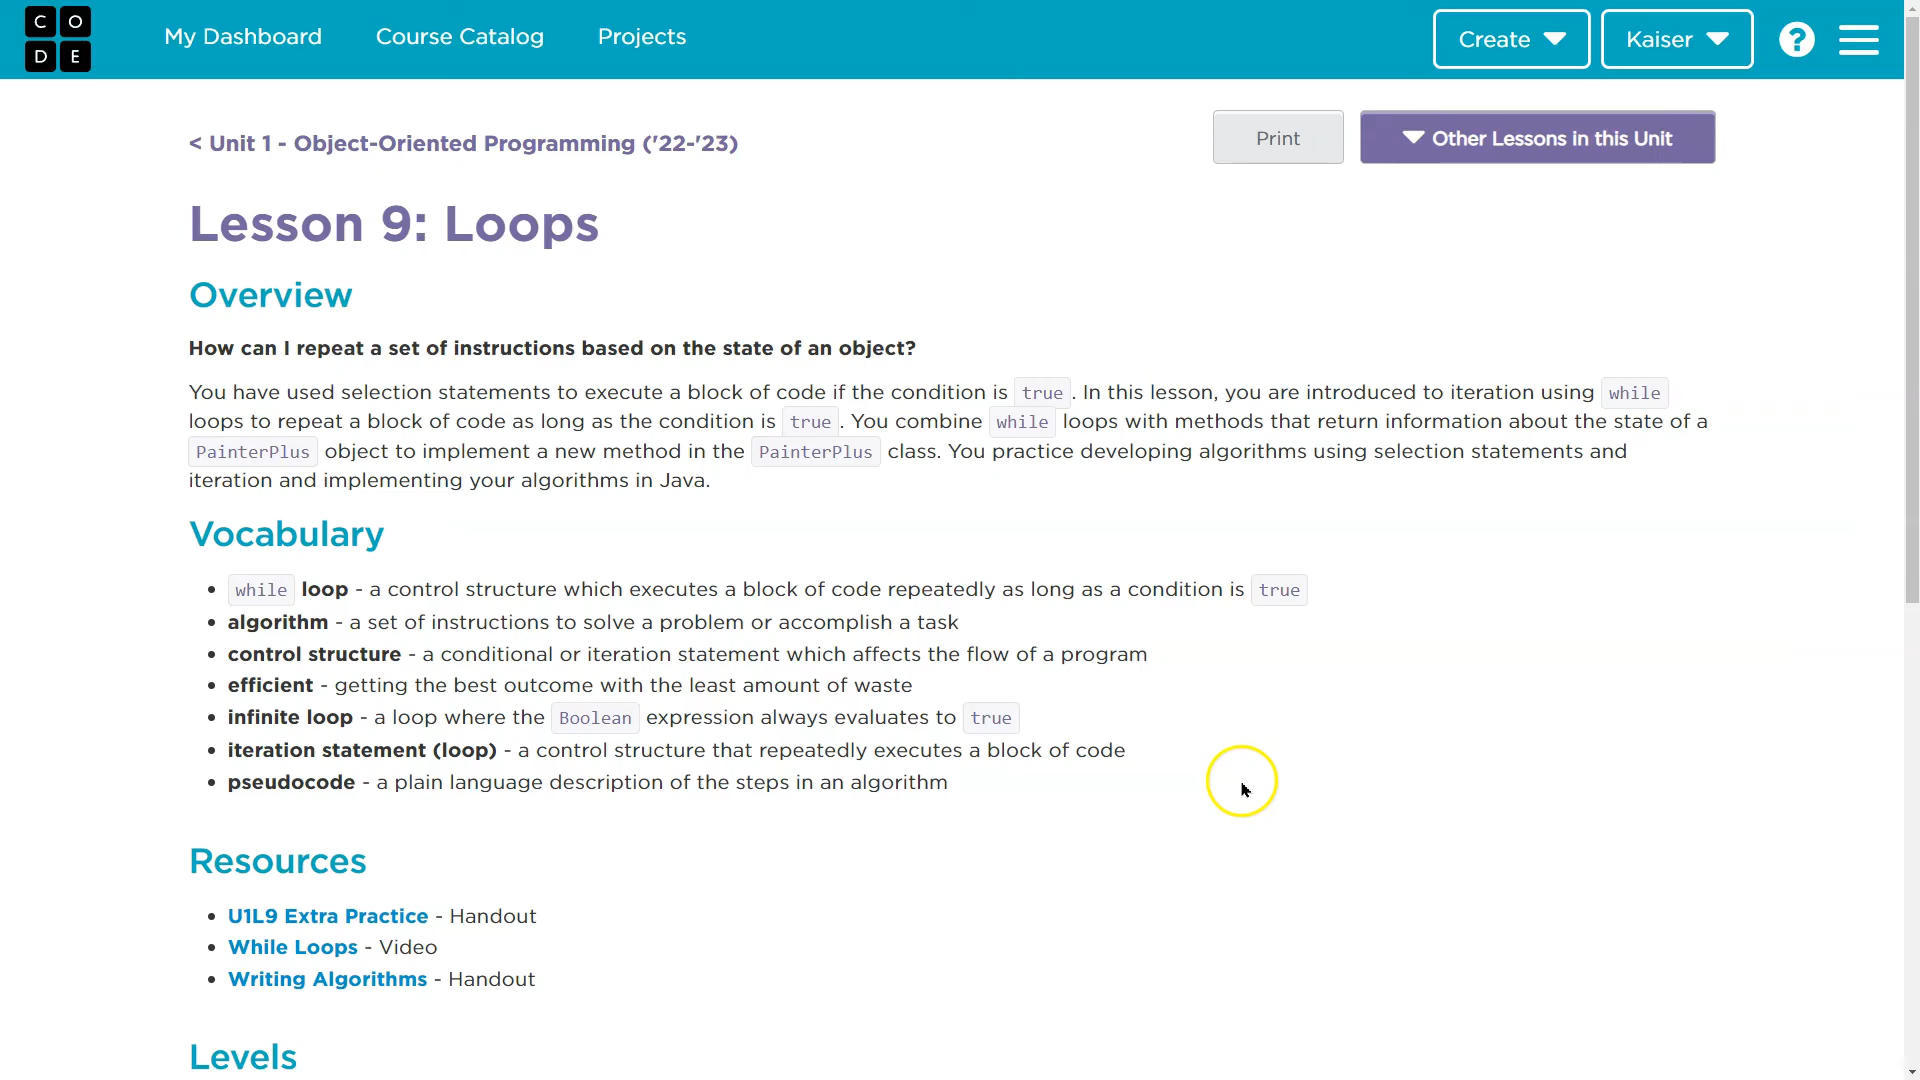 C O
D E
My Dashboard
Course Catalog
Projects
Create
Kaiser
?
< Unit 1 - Object-Oriented Programming ('22-'23)
Print
Other Lessons in this Unit
Lesson 9: Loops
Overview
How can I repeat a set of instructions based on the state of an object?
You have used selection statements to execute a block of code if the condition is true. In this lesson, you are introduced to iteration using while
loops to repeat a block of code as long as the condition is true. You combine while loops with methods that return information about the state of a
PainterPlus object to implement a new method in the PainterPlus class. You practice developing algorithms using selection statements and
iteration and implementing your algorithms in Java.
Vocabulary
• while loop - a control structure which executes a block of code repeatedly as long as a condition is true
• algorithm - a set of instructions to solve a problem or accomplish a task
• control structure - a conditional or iteration statement which affects the flow of a program
• efficient - getting the best outcome with the least amount of waste
• infinite loop - a loop where the Boolean expression always evaluates to true
• iteration statement (loop) - a control structure that repeatedly executes a block of code
• pseudocode - a plain language description of the steps in an algorithm
Resources
• U1L9 Extra Practice - Handout
• While Loops - Video
• Writing Algorithms - Handout
Levels